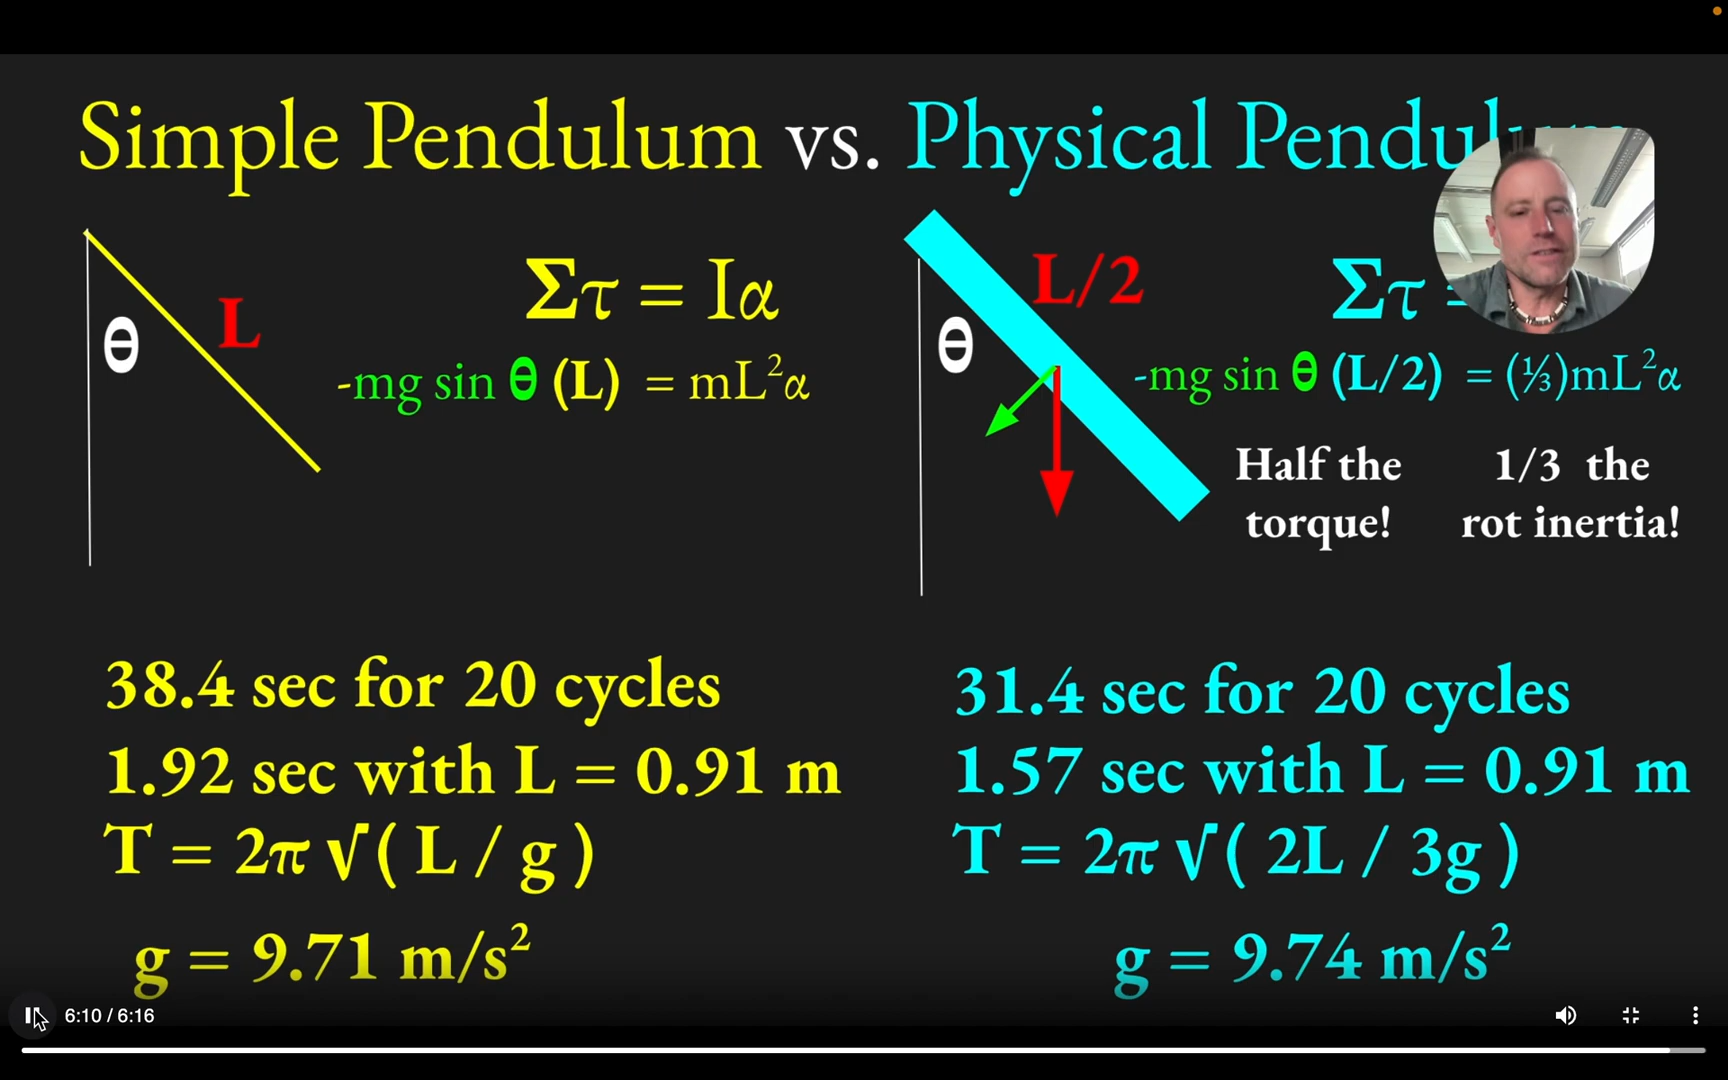 Simple Pendulum vs. Physical
θ
L
Στ = Iα
-mg sin θ (L) = mL²α
38.4 sec for 20 cycles
1.92 sec with L = 0.91 m
T = 2π √( L / g )
g = 9.71 m/s²
θ
L/2
Στ
-mg sin θ (L/2) = (⅓)mL²α
Half the
torque!
1/3 the
rot inertia!
31.4 sec for 20 cycles
1.57 sec with L = 0.91 m
T = 2π √( 2L / 3g )
g = 9.74 m/s²
6:10 / 6:16